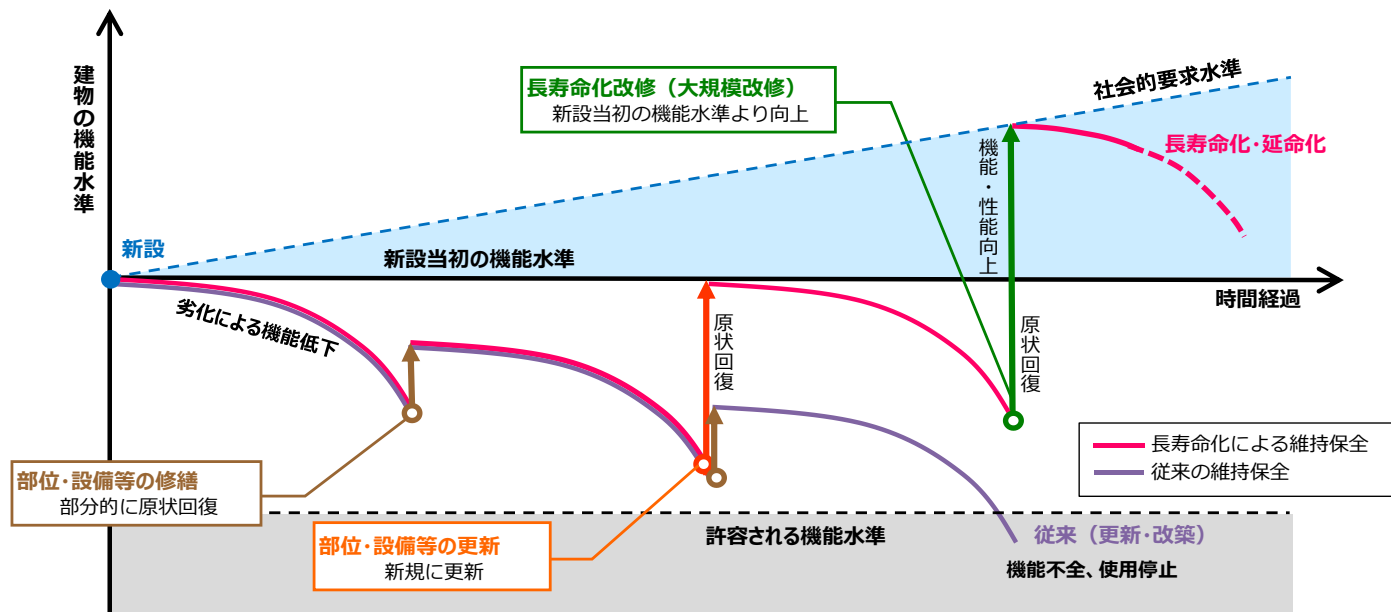 建物の機能水準
長寿命化改修（大規模改修）
新設当初の機能水準より向上
社会的要求水準
長寿命化・延命化
機能・性能向上
新設
新設当初の機能水準
時間経過
劣化による機能低下
原状回復
原状回復
長寿命化による維持保全
従来の維持保全
部位・設備等の修繕
部分的に原状回復
部位・設備等の更新
新規に更新
許容される機能水準
従来（更新・改築）
機能不全、使用停止